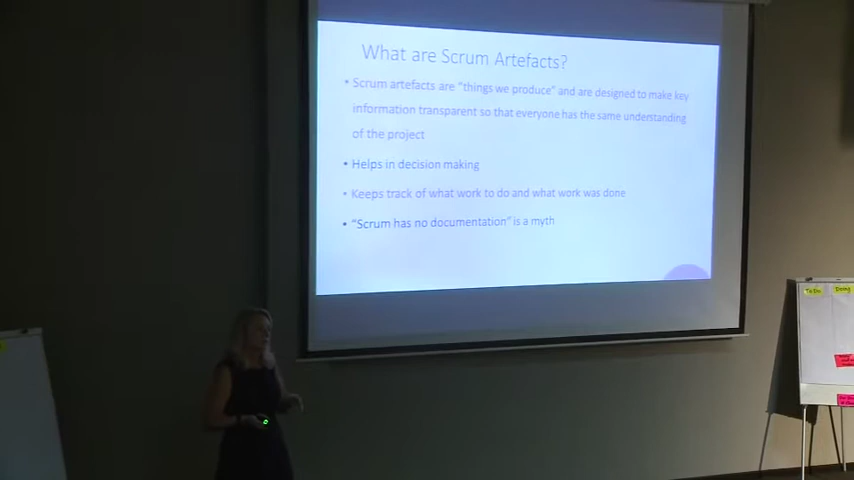 What are Scrum Artefacts?
• Scrum artefacts are "things we produce" and are designed to make key
information transparent so that everyone has the same understanding
of the project
• Helps in decision making
• Keeps track of what work to do and what work was done
• "Scrum has no documentation" is a myth
To Do
Doing